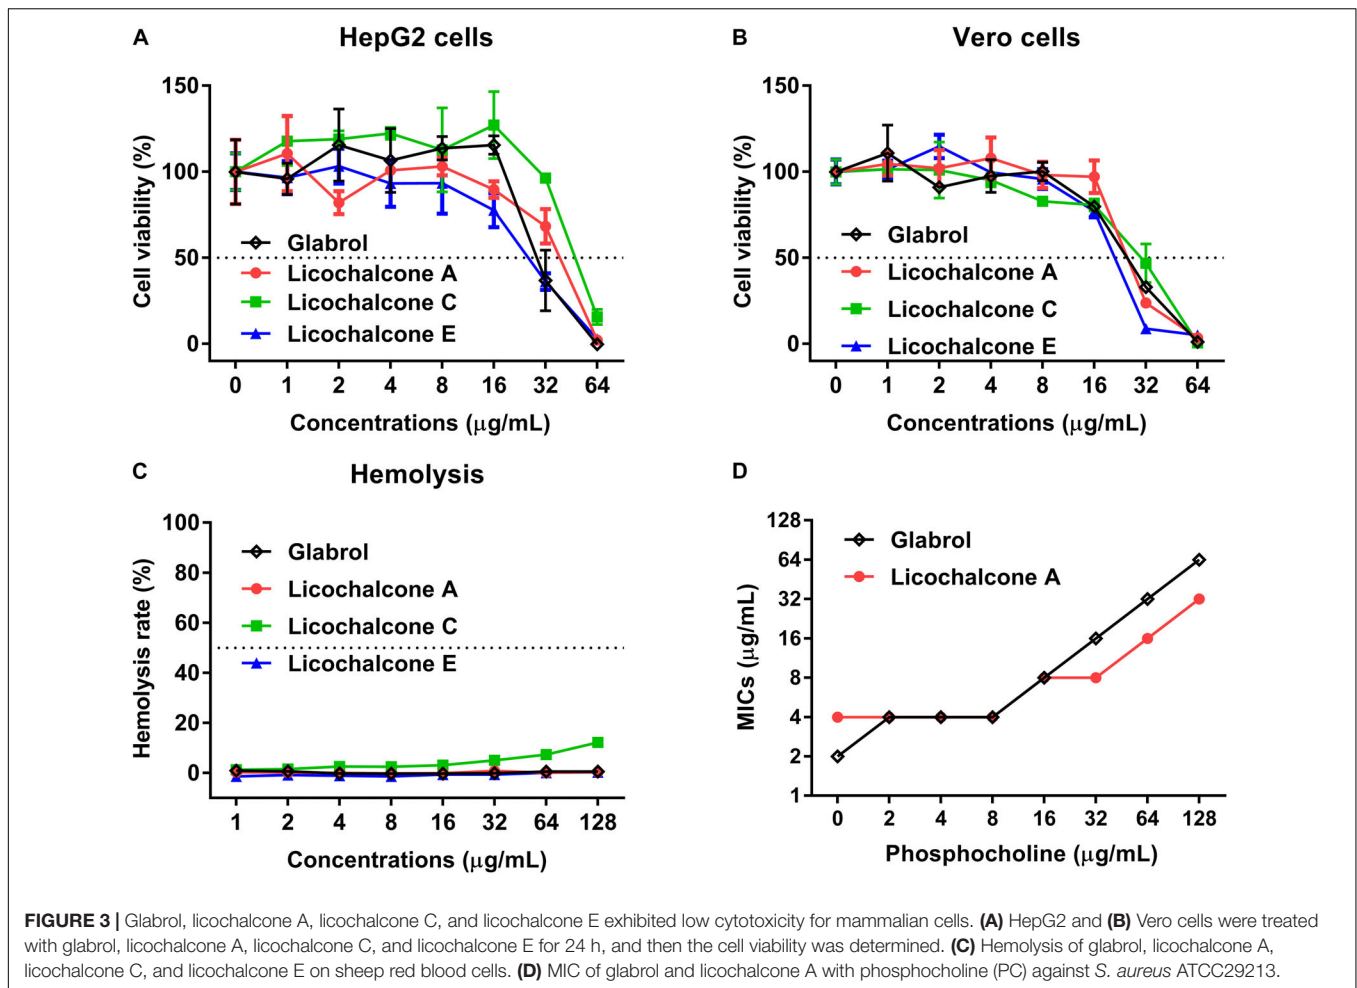 A
HepG2 cells
150
100
50
0
Cell viability (%)
Glabrol
Licochalcone A
Licochalcone C
Licochalcone E
0 1 2 4 8 16 32 64
Concentrations (μg/mL)
B
Vero cells
150
100
50
0
Cell viability (%)
Glabrol
Licochalcone A
Licochalcone C
Licochalcone E
0 1 2 4 8 16 32 64
Concentrations (μg/mL)
C
Hemolysis
100
80
60
40
20
0
Hemolysis rate (%)
Glabrol
Licochalcone A
Licochalcone C
Licochalcone E
1 2 4 8 16 32 64 128
Concentrations (μg/mL)
D
128
64
32
16
8
4
2
1
MICs (μg/mL)
Glabrol
Licochalcone A
0 2 4 8 16 32 64 128
Phosphocholine (μg/mL)
FIGURE 3 | Glabrol, licochalcone A, licochalcone C, and licochalcone E exhibited low cytotoxicity for mammalian cells. (A) HepG2 and (B) Vero cells were treated
with glabrol, licochalcone A, licochalcone C, and licochalcone E for 24 h, and then the cell viability was determined. (C) Hemolysis of glabrol, licochalcone A,
licochalcone C, and licochalcone E on sheep red blood cells. (D) MIC of glabrol and licochalcone A with phosphocholine (PC) against S. aureus ATCC29213.